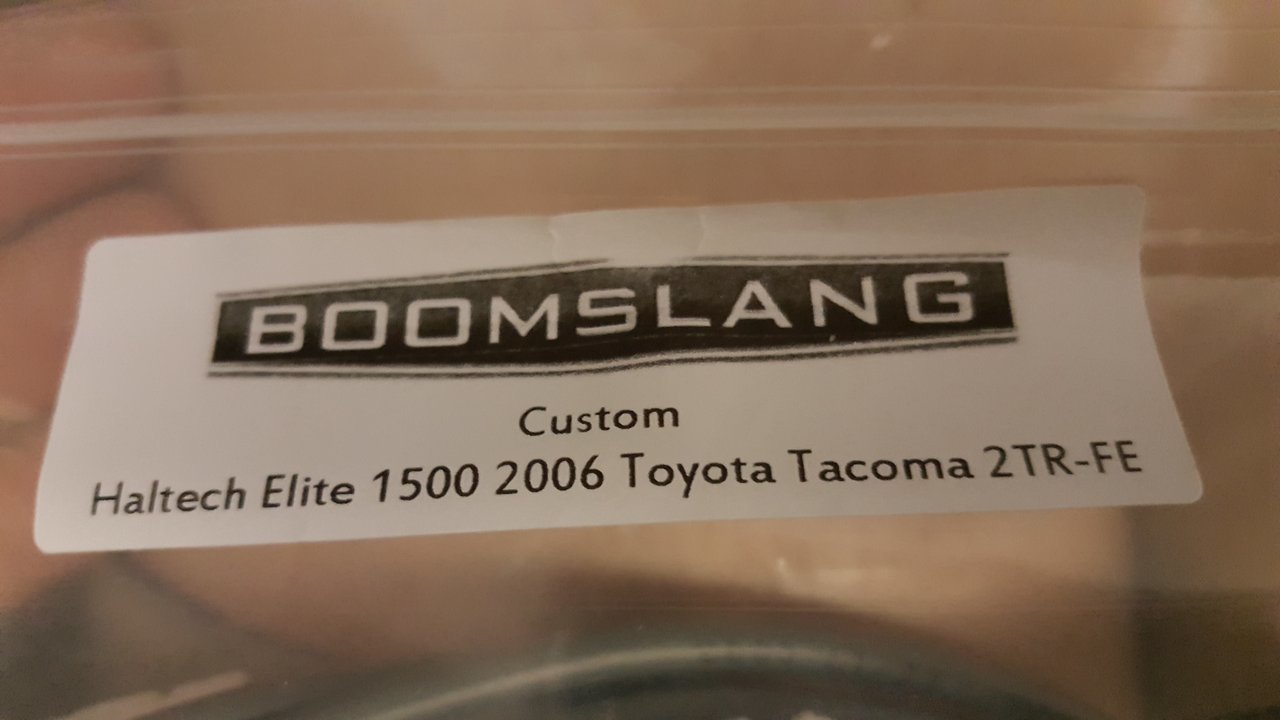 BOOMSLANG
Custom
Haltech Elite 1500 2006 Toyota Tacoma 2TR-FE